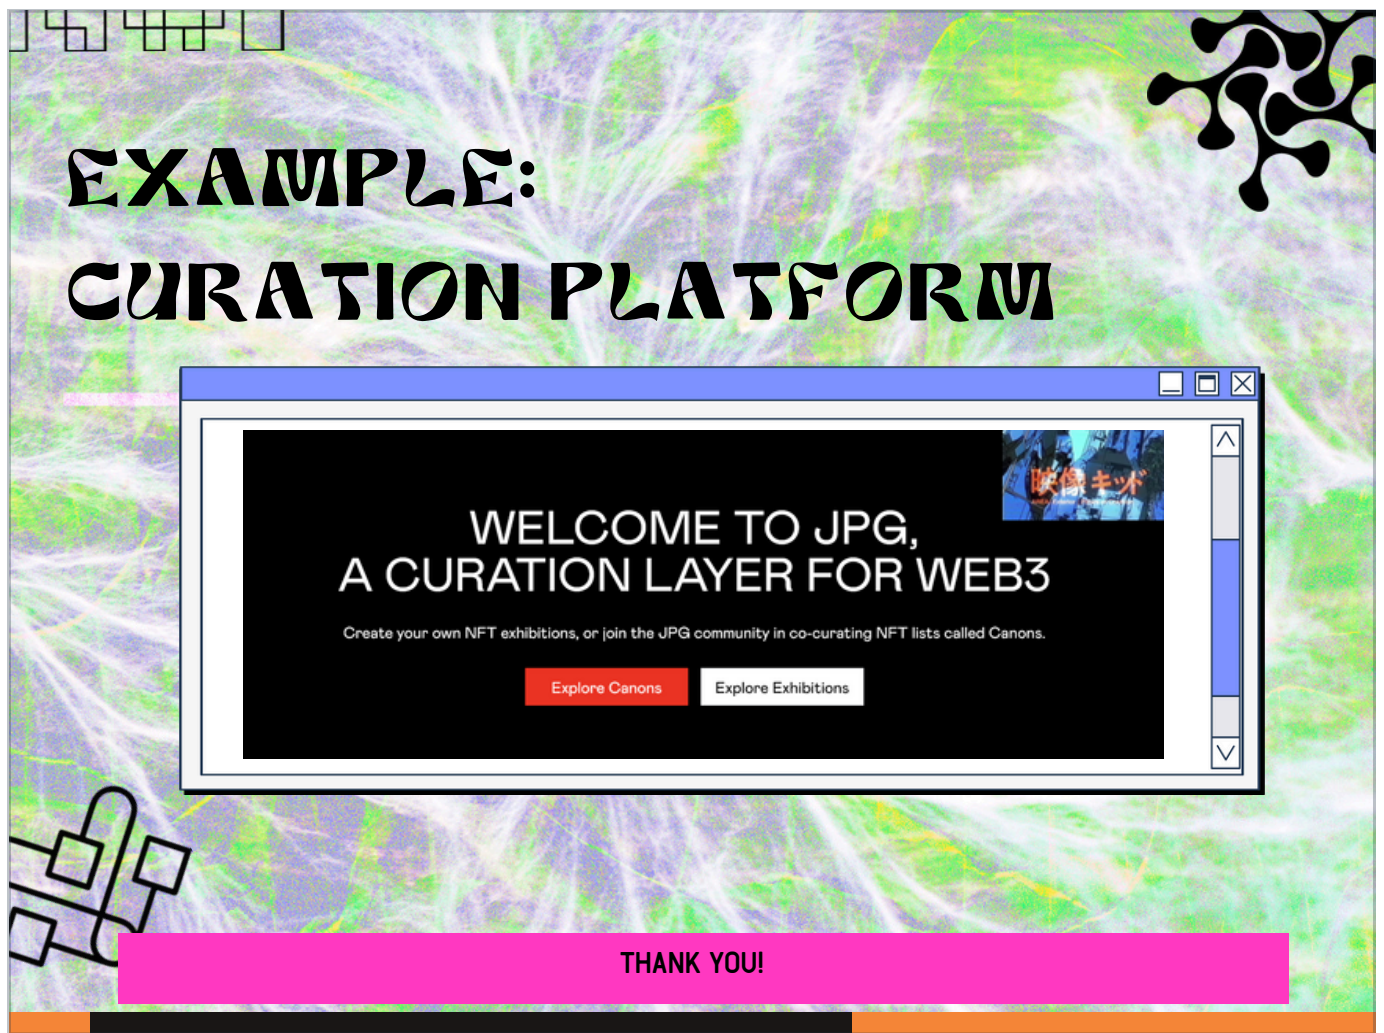 EXAMPLE:
CURATION PLATFORM
映像キッド
WELCOME TO JPG,
A CURATION LAYER FOR WEB3
Create your own NFT exhibitions, or join the JPG community in co-curating NFT lists called Canons.
Explore Canons
Explore Exhibitions
THANK YOU!